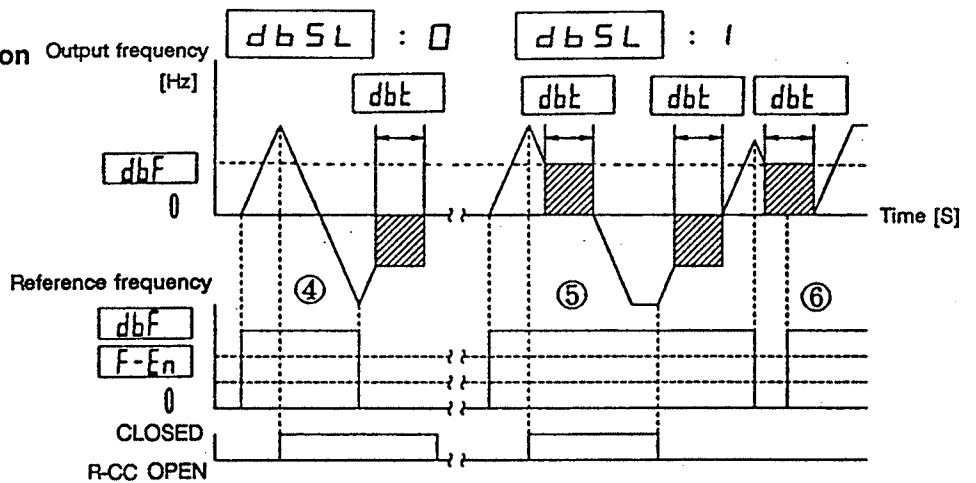 on
Output frequency
[Hz]
dbSL : 0
dbSL : 1
dbt
dbt
dbt
dbt
dbF
0
Time [S]
Reference frequency
④
⑤
⑥
dbF
F-En
0
CLOSED
R-CC OPEN